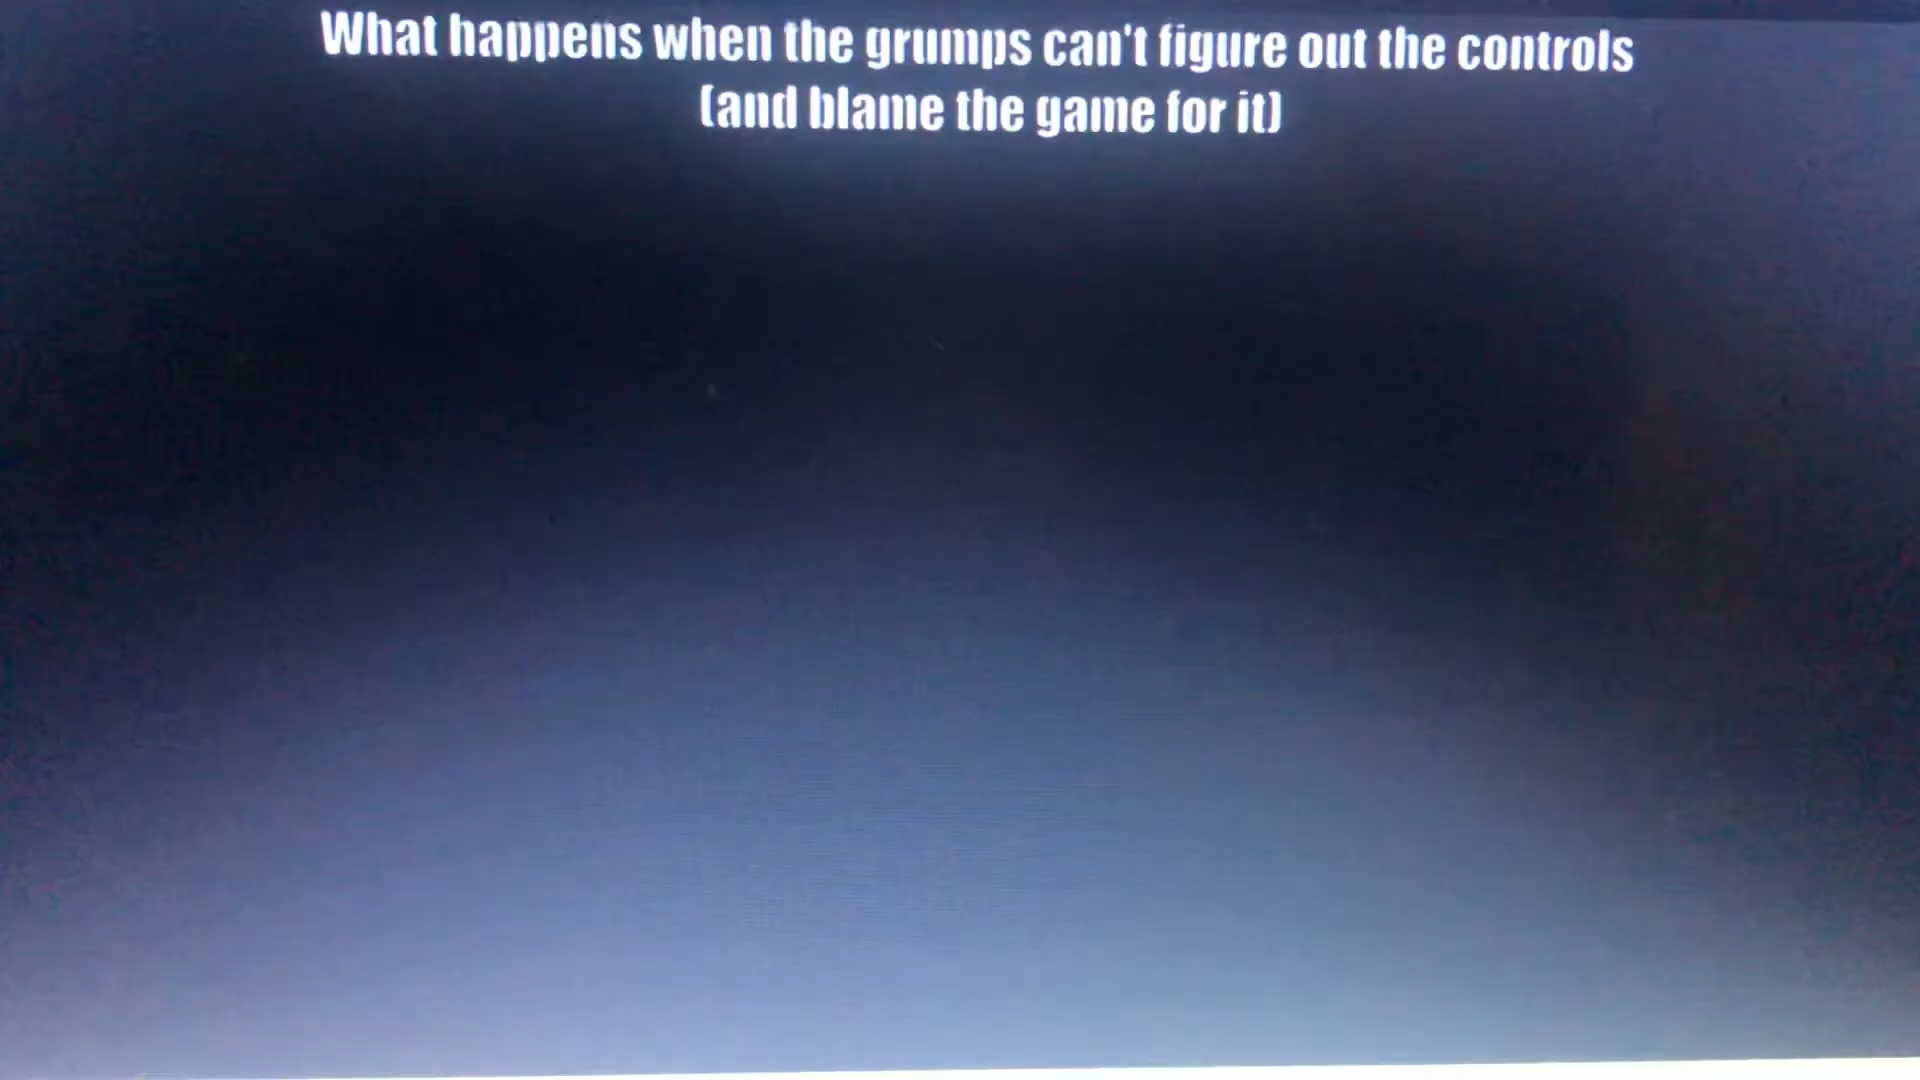 What happens when the grumps can't figure out the controls
(and blame the game for it)